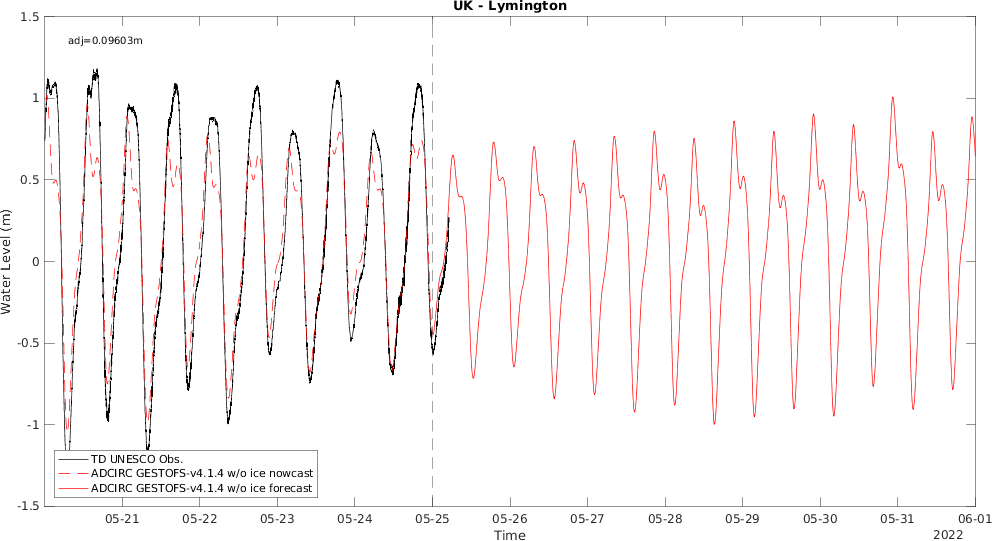 UK - Lymington
adj=0.09603m
1.5
1
0.5
0
-0.5
-1
-1.5
Water Level (m)
TD UNESCO Obs.
ADCIRC GESTOFS-v4.1.4 w/o ice nowcast
ADCIRC GESTOFS-v4.1.4 w/o ice forecast
05-21 05-22 05-23 05-24 05-25 05-26 05-27 05-28 05-29 05-30 05-31 06-01
Time
2022